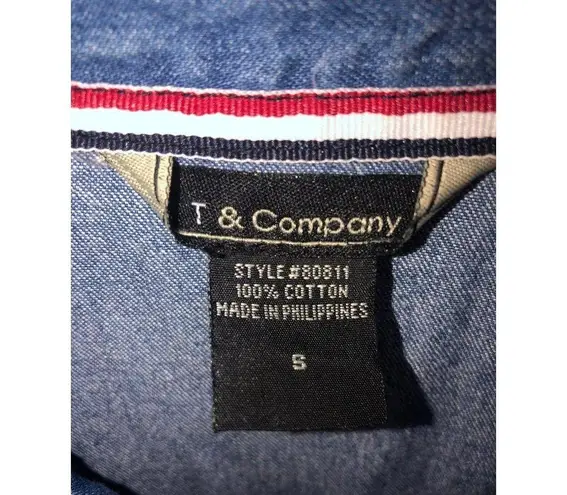 T & Company
STYLE #80811
100% COTTON
MADE IN PHILIPPINES
S